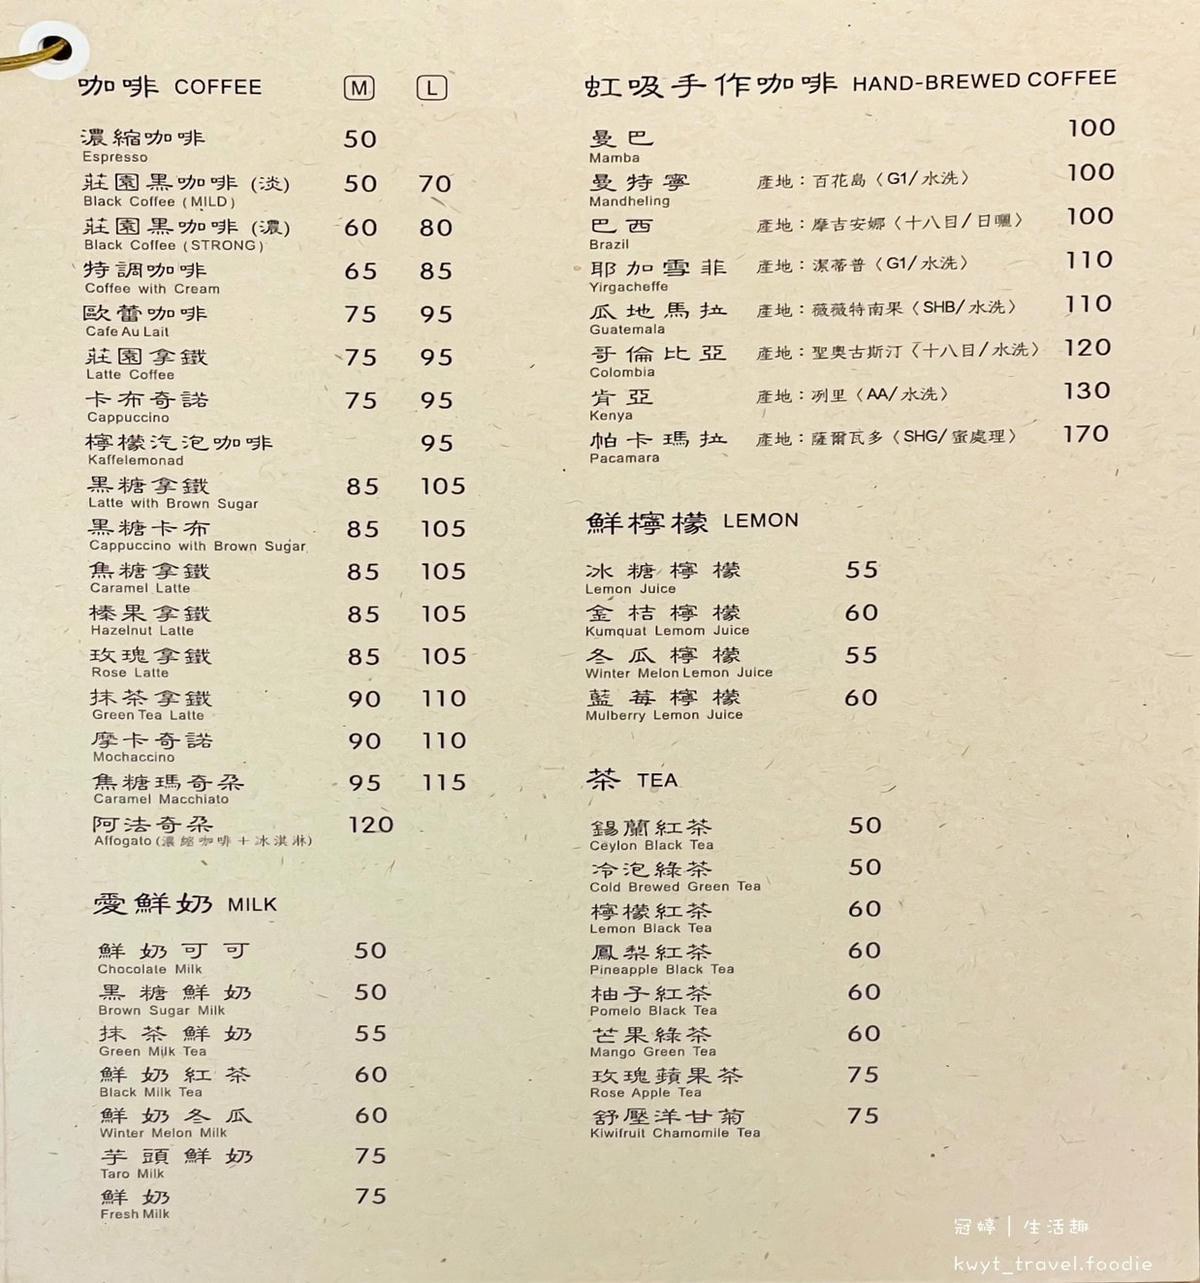 咖啡 COFFEE M L
濃縮咖啡 50
Espresso
莊園黑咖啡 (淡) 50 70
Black Coffee ( MILD )
莊園黑咖啡 (濃) 60 80
Black Coffee ( STRONG )
特調咖啡 65 85
Coffee with Cream
歐蕾咖啡 75 95
Cafe Au Lait
莊園拿鐵 75 95
Latte Coffee
卡布奇諾 75 95
Cappuccino
檸檬汽泡咖啡 95
Kaffelemonad
黑糖拿鐵 85 105
Latte with Brown Sugar
黑糖卡布 85 105
Cappuccino with Brown Sugar
焦糖拿鐵 85 105
Caramel Latte
榛果拿鐵 85 105
Hazelnut Latte
玫瑰拿鐵 85 105
Rose Latte
抹茶拿鐵 90 110
Green Tea Latte
摩卡奇諾 90 110
Mochaccino
焦糖瑪奇朵 95 115
Caramel Macchiato
阿法奇朵 120
Affogato (濃縮咖啡＋冰淇淋)
愛鮮奶 MILK
鮮奶可可 50
Chocolate Milk
黑糖鮮奶 50
Brown Sugar Milk
抹茶鮮奶 55
Green Milk Tea
鮮奶紅茶 60
Black Milk Tea
鮮奶冬瓜 60
Winter Melon Milk
芋頭鮮奶 75
Taro Milk
鮮奶 75
Fresh Milk
虹吸手作咖啡 HAND-BREWED COFFEE
曼巴 100
Mamba
曼特寧 產地：百花島〈G1/水洗〉 100
Mandheling
巴西 產地：摩吉安娜〈十八目/日曬〉 100
Brazil
耶加雪菲 產地：潔蒂普〈G1/水洗〉 110
Yirgacheffe
瓜地馬拉 產地：薇薇特南果〈SHB/水洗〉 110
Guatemala
哥倫比亞 產地：聖奧古斯汀〈十八目/水洗〉 120
Colombia
肯亞 產地：冽里〈AA/水洗〉 130
Kenya
帕卡瑪拉 產地：薩爾瓦多〈SHG/蜜處理〉 170
Pacamara
鮮檸檬 LEMON
冰糖檸檬 55
Lemon Juice
金桔檸檬 60
Kumquat Lemom Juice
冬瓜檸檬 55
Winter Melon Lemon Juice
藍莓檸檬 60
Mulberry Lemon Juice
茶 TEA
錫蘭紅茶 50
Ceylon Black Tea
冷泡綠茶 50
Cold Brewed Green Tea
檸檬紅茶 60
Lemon Black Tea
鳳梨紅茶 60
Pineapple Black Tea
柚子紅茶 60
Pomelo Black Tea
芒果綠茶 60
Mango Green Tea
玫瑰蘋果茶 75
Rose Apple Tea
舒壓洋甘菊 75
Kiwifruit Chamomile Tea
冠婷｜生活趣
kwyt_travel.foodie